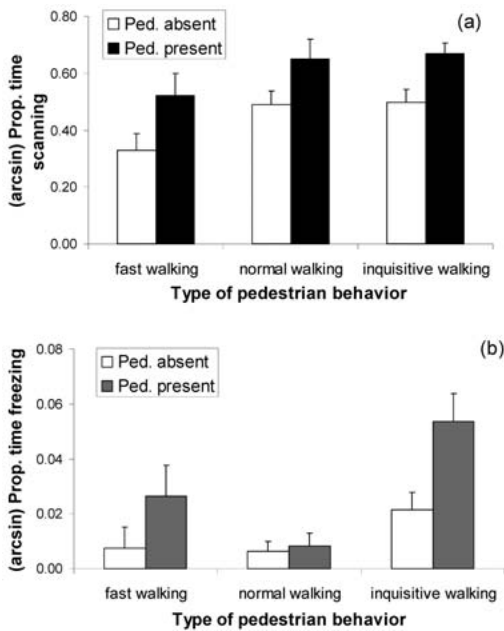 (a)
Ped. absent
Ped. present
0.80
0.60
0.40
0.20
0.00
(arcsin) Prop. time
scanning
fast walking normal walking inquisitive walking
Type of pedestrian behavior
(b)
Ped. absent
Ped. present
0.08
0.06
0.04
0.02
0.00
(arcsin) Prop. time freezing
fast walking normal walking inquisitive walking
Type of pedestrian behavior